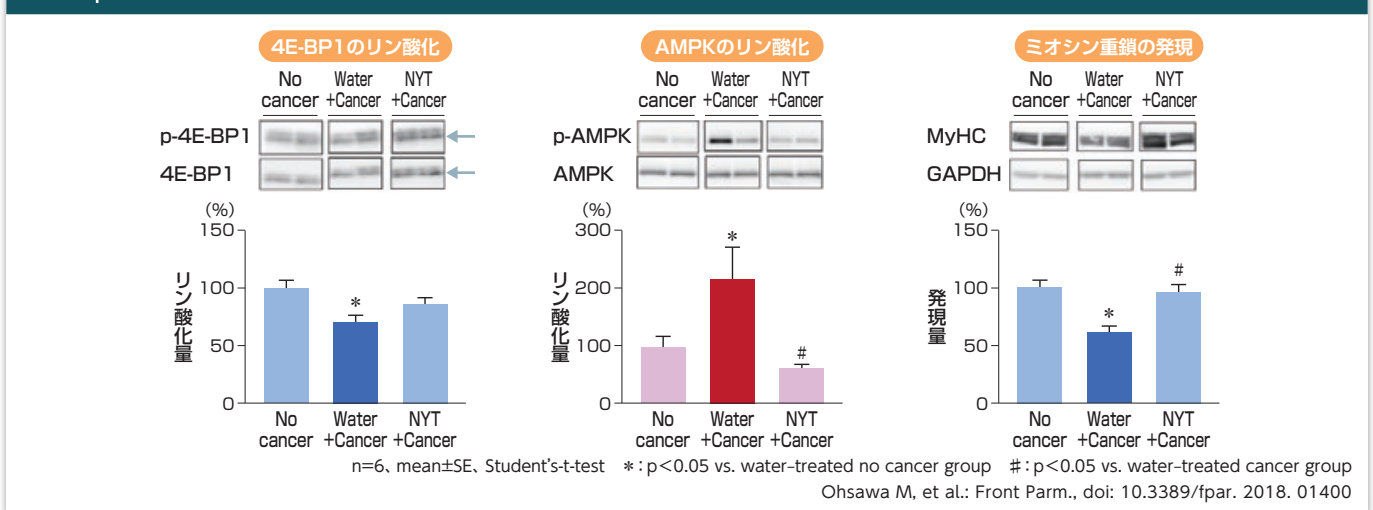 4E-BP1のリン酸化
No cancer
Water +Cancer
NYT +Cancer
p-4E-BP1
4E-BP1
(%)
150
100
50
0
リン酸化量
No cancer
Water +Cancer
NYT +Cancer
*
AMPKのリン酸化
No cancer
Water +Cancer
NYT +Cancer
p-AMPK
AMPK
(%)
300
200
100
0
リン酸化量
*
#
No cancer
Water +Cancer
NYT +Cancer
ミオシン重鎖の発現
No cancer
Water +Cancer
NYT +Cancer
MyHC
GAPDH
(%)
150
100
50
0
発現量
*
#
No cancer
Water +Cancer
NYT +Cancer
n=6、mean±SE、Student's-t-test *:p<0.05 vs. water-treated no cancer group #:p<0.05 vs. water-treated cancer group
Ohsawa M, et al.: Front Parm., doi: 10.3389/fpar. 2018. 01400